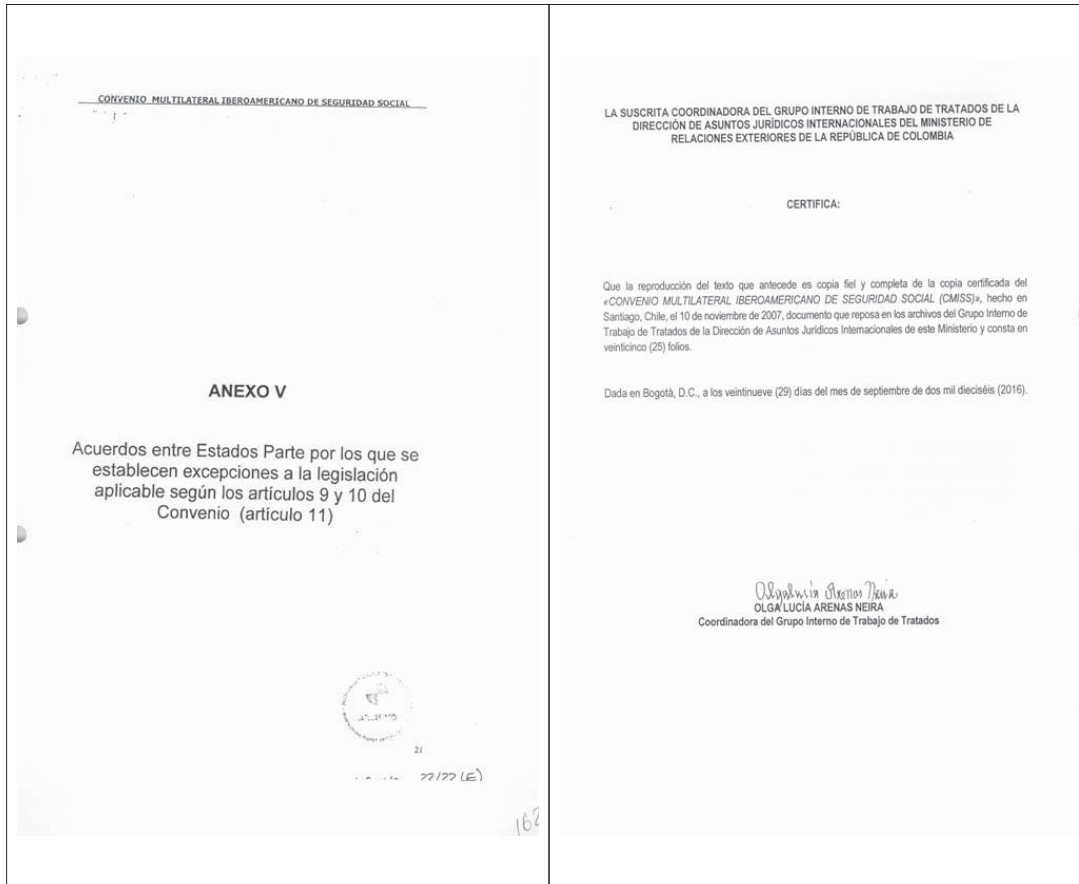 CONVENIO MULTILATERAL IBEROAMERICANO DE SEGURIDAD SOCIAL
ANEXO V
Acuerdos entre Estados Parte por los que se
establecen excepciones a la legislación
aplicable según los artículos 9 y 10 del
Convenio (artículo 11)
21
22/22 (E)
162
LA SUSCRITA COORDINADORA DEL GRUPO INTERNO DE TRABAJO DE TRATADOS DE LA
DIRECCIÓN DE ASUNTOS JURÍDICOS INTERNACIONALES DEL MINISTERIO DE
RELACIONES EXTERIORES DE LA REPÚBLICA DE COLOMBIA
CERTIFICA:
Que la reproducción del texto que antecede es copia fiel y completa de la copia certificada del
«CONVENIO MULTILATERAL IBEROAMERICANO DE SEGURIDAD SOCIAL (CMISS)», hecho en
Santiago, Chile, el 10 de noviembre de 2007, documento que reposa en los archivos del Grupo Interno de
Trabajo de Tratados de la Dirección de Asuntos Jurídicos Internacionales de este Ministerio y consta en
veinticinco (25) folios.
Dada en Bogotá, D.C., a los veintinueve (29) días del mes de septiembre de dos mil dieciséis (2016).
Olga Lucía Arenas Neira
OLGA LUCÍA ARENAS NEIRA
Coordinadora del Grupo Interno de Trabajo de Tratados